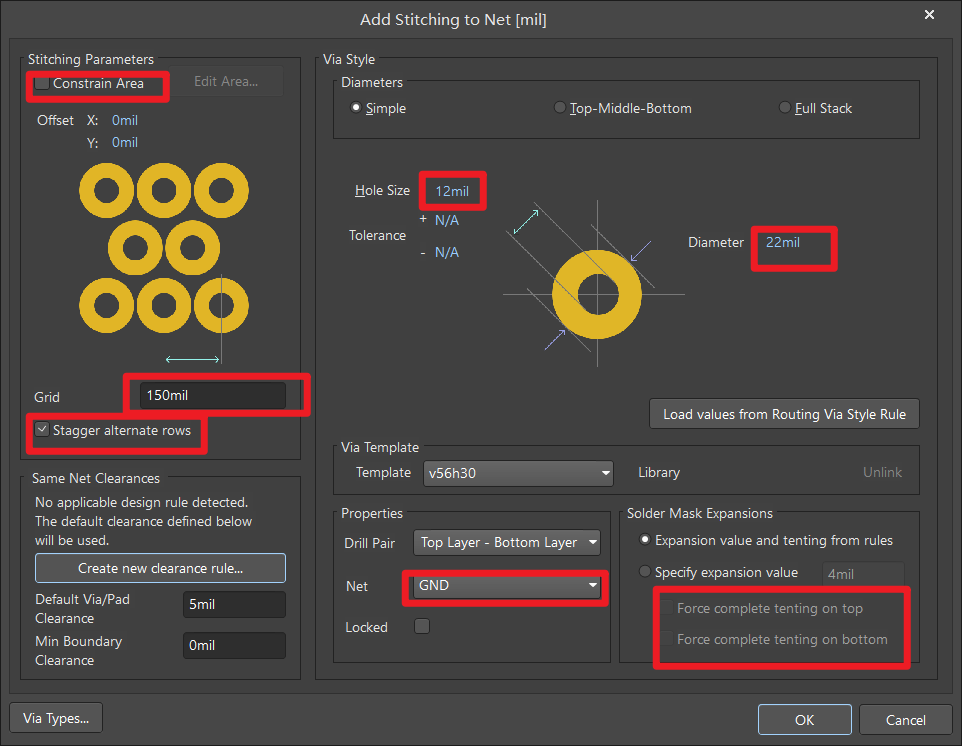 Add Stitching to Net [mil]
Stitching Parameters
Constrain Area
Edit Area...
Offset X: 0mil
Y: 0mil
Grid
150mil
Stagger alternate rows
Same Net Clearances
No applicable design rule detected.
The default clearance defined below
will be used.
Create new clearance rule...
Default Via/Pad
Clearance
5mil
Min Boundary
Clearance
0mil
Via Style
Diameters
Simple
Top-Middle-Bottom
Full Stack
Hole Size 12mil
Tolerance
+ N/A
- N/A
Diameter 22mil
Load values from Routing Via Style Rule
Via Template
Template v56h30
Library
Unlink
Properties
Drill Pair Top Layer - Bottom Layer
Net GND
Locked
Solder Mask Expansions
Expansion value and tenting from rules
Specify expansion value 4mil
Force complete tenting on top
Force complete tenting on bottom
Via Types...
OK
Cancel